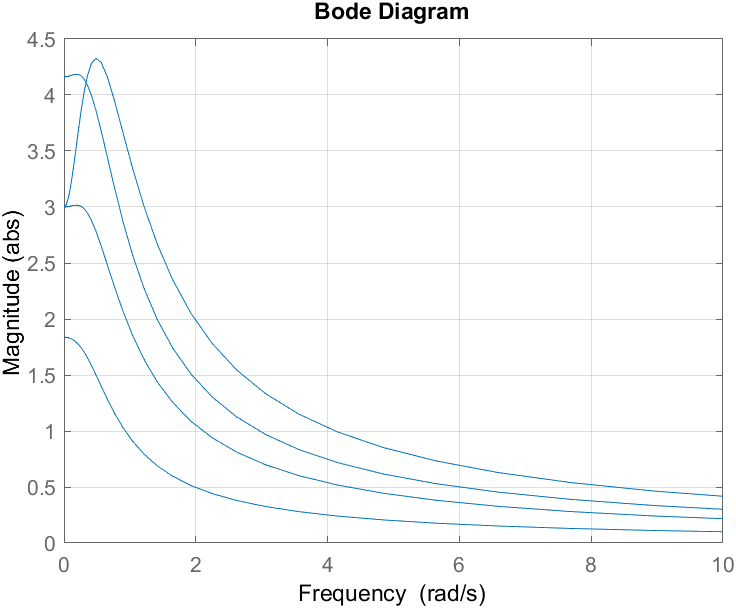 Bode Diagram
4.5
4
3.5
3
2.5
2
1.5
1
0.5
0
Magnitude (abs)
0 2 4 6 8 10
Frequency (rad/s)